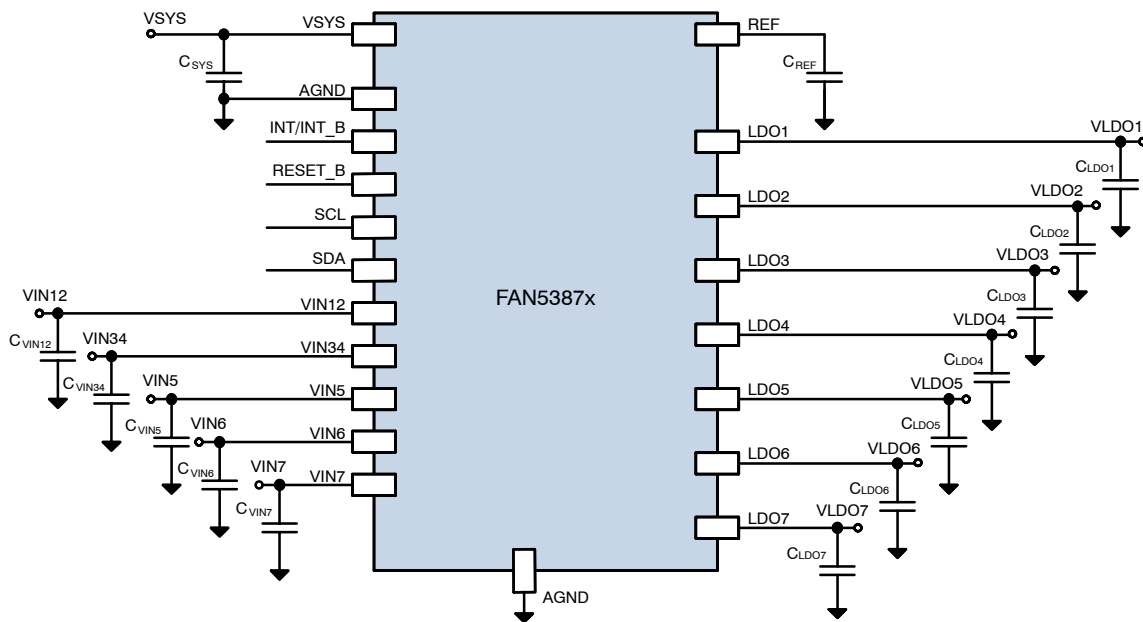 VSYS
VSYS
REF
CSYS
CREF
AGND
INT/INT_B
LDO1
VLDO1
RESET_B
CLDO1
LDO2
VLDO2
SCL
CLDO2
SDA
LDO3
VLDO3
FAN5387x
VIN12
VIN12
CLDO3
LDO4
VLDO4
CVIN12
VIN34
VIN34
CLDO4
CVIN34
VIN5
VIN5
LDO5
VLDO5
CVIN5
VIN6
VIN6
CLDO5
LDO6
VLDO6
CVIN6
VIN7
VIN7
CLDO6
CVIN7
LDO7
VLDO7
CLDO7
AGND